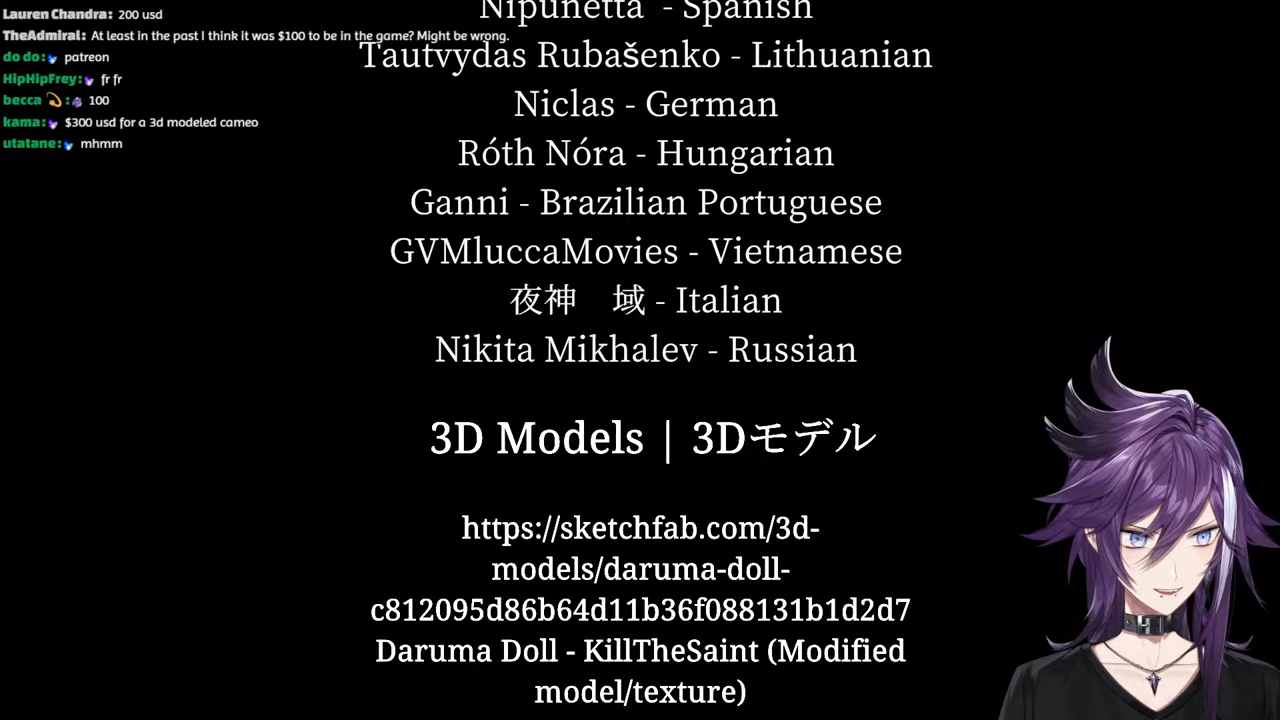 Lauren Chandra: 200 usd
TheAdmiral: At least in the past I think it was $100 to be in the game? Might be wrong.
do do: patreon
HipHipFrey: fr fr
becca 💫: 100
kama: $300 usd for a 3d modeled cameo
utatane: mhmm
Nipunetta - Spanish
Tautvydas Rubašenko - Lithuanian
Niclas - German
Róth Nóra - Hungarian
Ganni - Brazilian Portuguese
GVMluccaMovies - Vietnamese
夜神　域 - Italian
Nikita Mikhalev - Russian
3D Models | 3Dモデル
https://sketchfab.com/3d-
models/daruma-doll-
c812095d86b64d11b36f088131b1d2d7
Daruma Doll - KillTheSaint (Modified
model/texture)